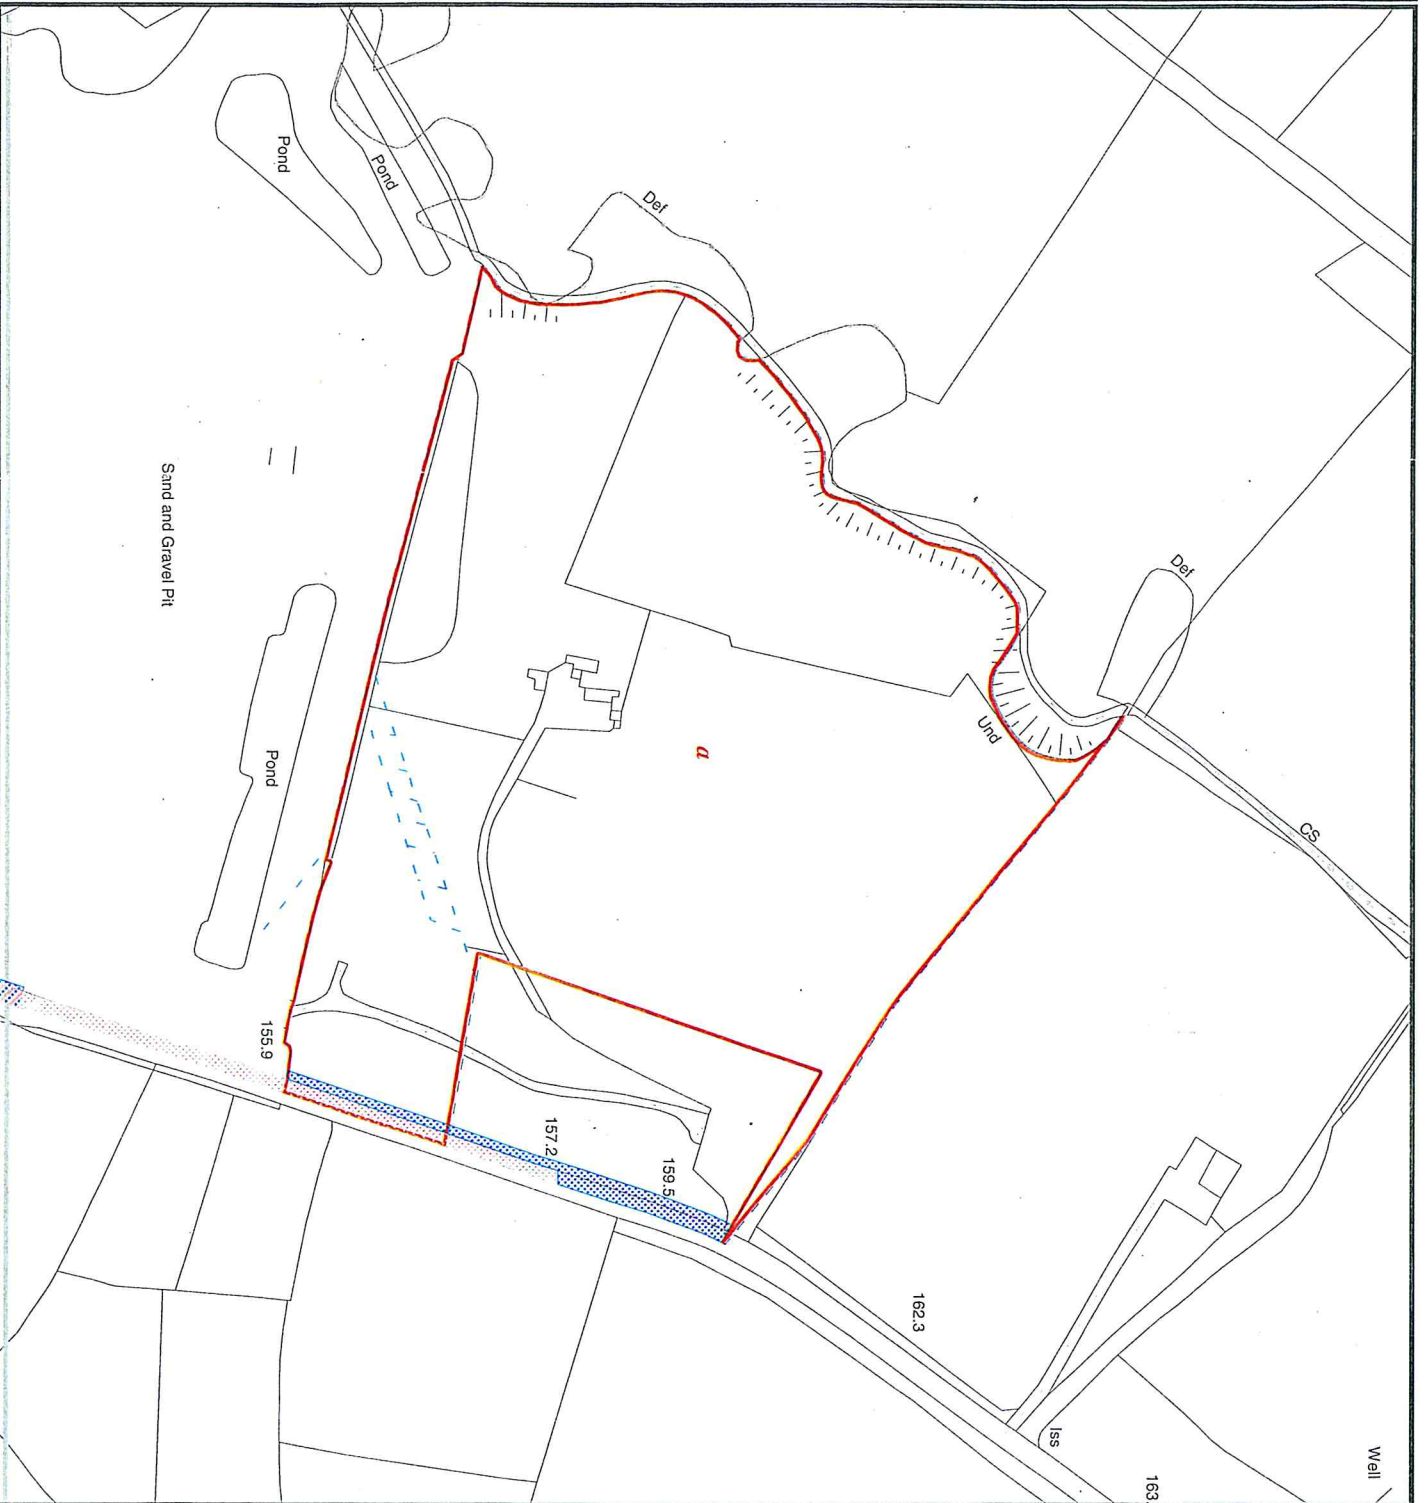 Pond
Pond
Def
Def
CS
Und
a
Sand and Gravel Pit
Pond
155.9
157.2
159.5
162.3
Iss
Well
163